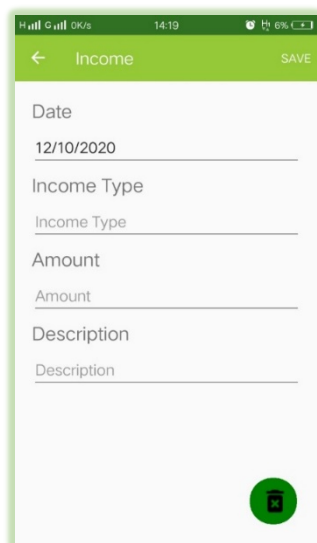 H G 0K/s 14:19 6%
Income SAVE
Date
12/10/2020
Income Type
Income Type
Amount
Amount
Description
Description